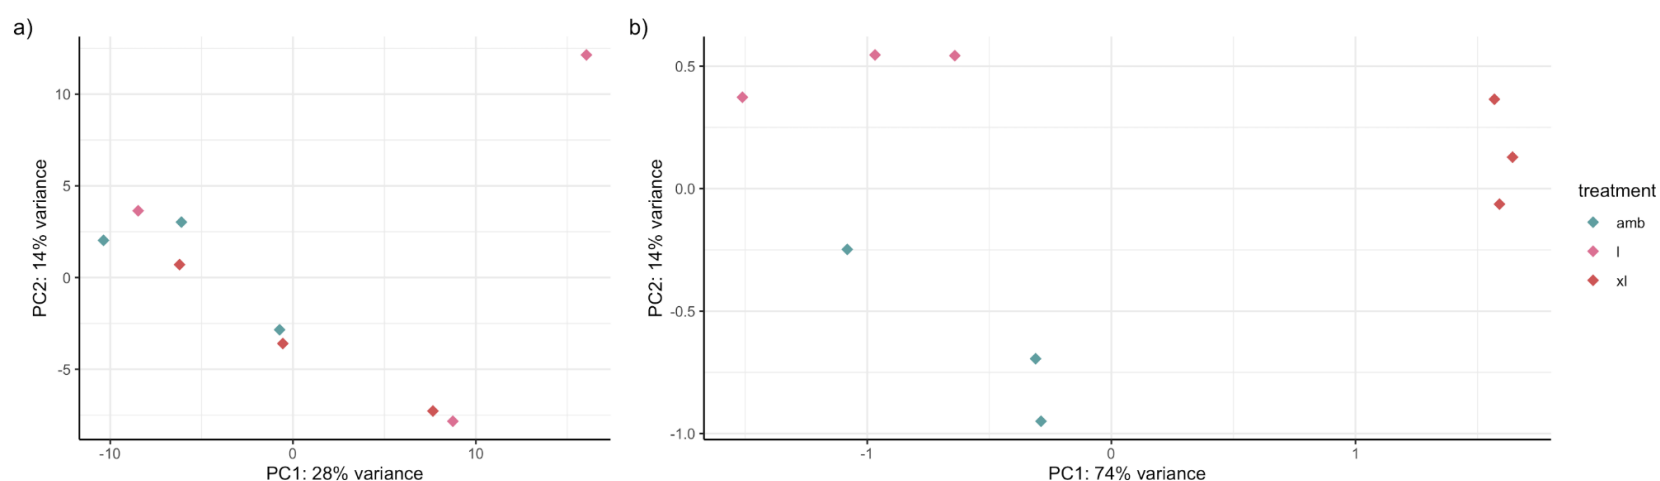 a)
PC2: 14% variance
10
5
0
-5
-10
0
10
PC1: 28% variance
b)
PC2: 14% variance
0.5
0.0
-0.5
-1.0
-1
0
1
PC1: 74% variance
treatment
amb
l
xl